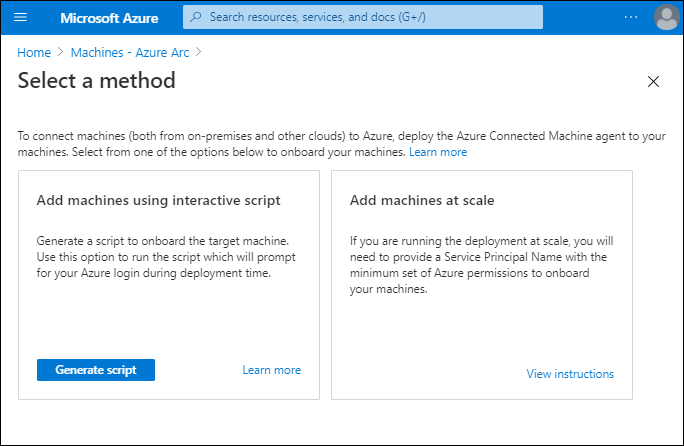 Microsoft Azure
Search resources, services, and docs (G+/)
Home > Machines - Azure Arc >
Select a method
To connect machines (both from on-premises and other clouds) to Azure, deploy the Azure Connected Machine agent to your
machines. Select from one of the options below to onboard your machines. Learn more
Add machines using interactive script
Generate a script to onboard the target machine.
Use this option to run the script which will prompt
for your Azure login during deployment time.
Generate script
Learn more
Add machines at scale
If you are running the deployment at scale, you will
need to provide a Service Principal Name with the
minimum set of Azure permissions to onboard
your machines.
View instructions